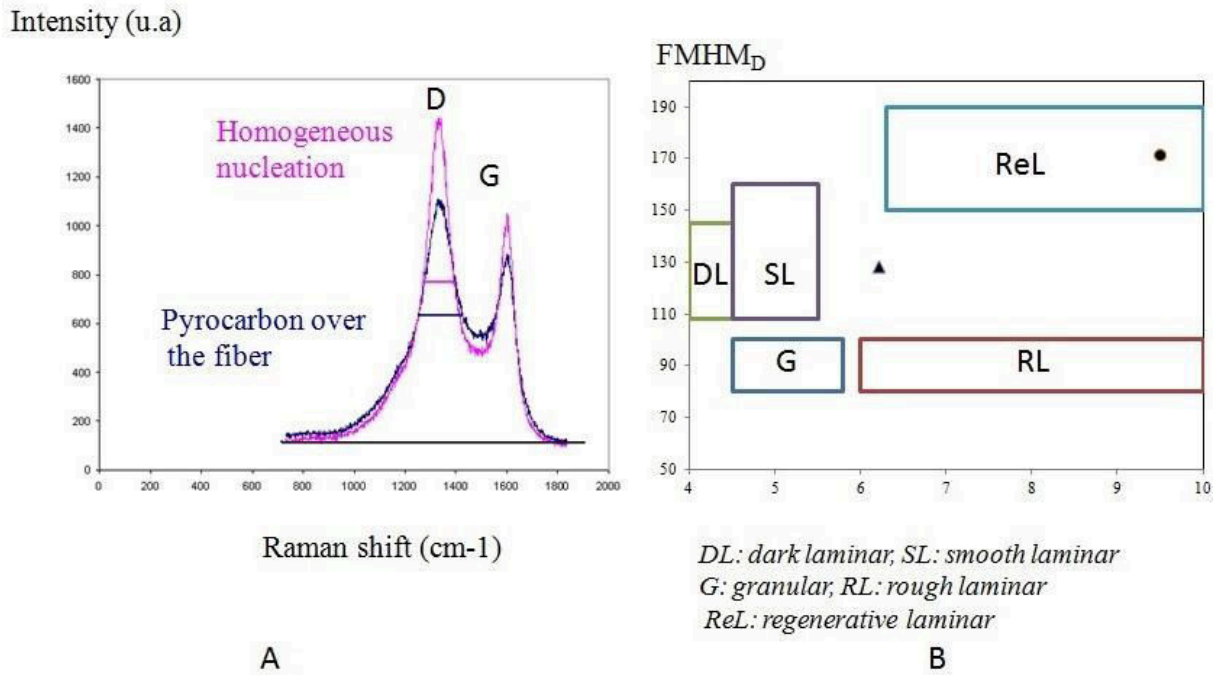 Intensity (u.a)
1600
1400
1200
1000
800
600
400
200
0
0 200 400 600 800 1000 1200 1400 1600 1800 2000
D
G
Homogeneous
nucleation
Pyrocarbon over
the fiber
Raman shift (cm-1)
A
FMHM_D
190
170
150
130
110
90
70
50
4 5 6 7 8 9 10
ReL
DL
SL
G
RL
DL: dark laminar, SL: smooth laminar
G: granular, RL: rough laminar
ReL: regenerative laminar
B